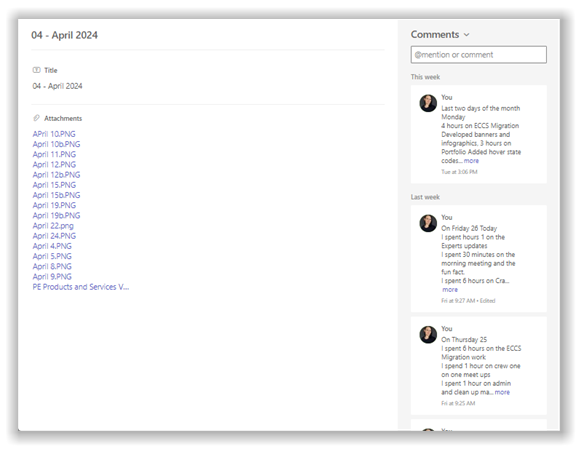 04 - April 2024
Title
04 - April 2024
Attachments
APril 10.PNG
April 10b.PNG
April 11.PNG
April 12.PNG
April 12b.PNG
April 15.PNG
April 15b.PNG
April 19.PNG
April 19b.PNG
April 22.png
April 24.PNG
April 4.PNG
April 5.PNG
April 8.PNG
April 9.PNG
PE Products and Services V...
Comments
@mention or comment
This week
You
Last two days of the month
Monday
4 hours on ECCS Migration
Developed banners and
infographics. 3 hours on
Portfolio Added hover state
codes... more
Tue at 3:06 PM
Last week
You
On Friday 26 Today
I spent hours 1 on the
Experts updates
I spent 30 minutes on the
morning meeting and the
fun fact.
I spent 6 hours on Cra...
more
Fri at 9:27 AM • Edited
You
On Thursday 25
I spent 6 hours on the ECCS
Migration work
I spend 1 hour on crew one
on one meet ups
I spent 1 hour on admin
and clean up ma... more
Fri at 9:25 AM
You